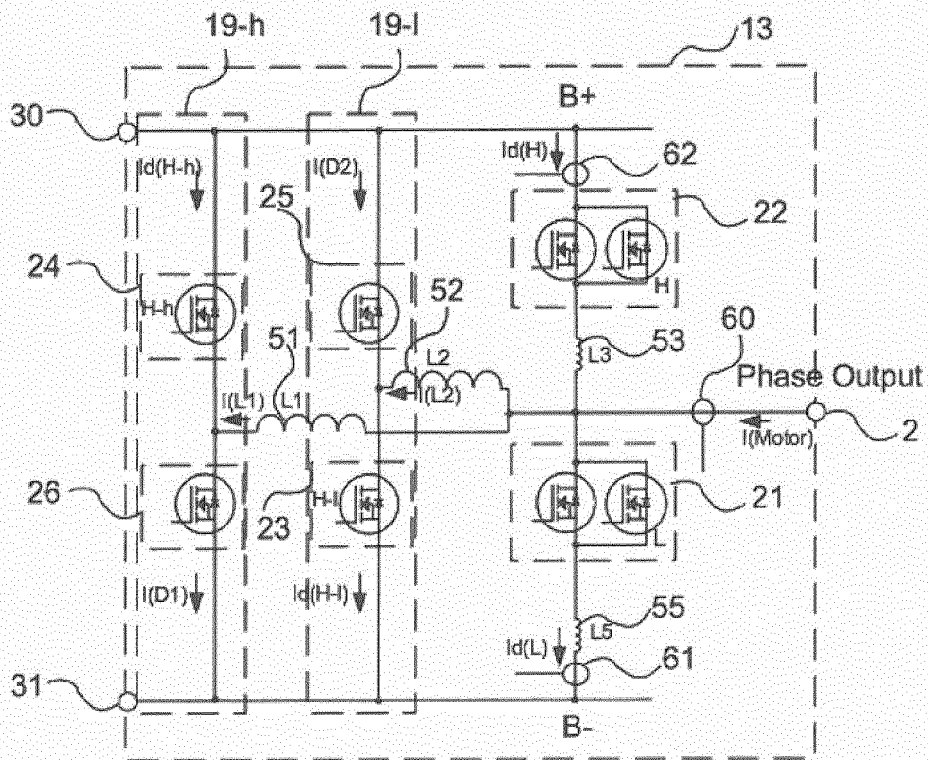 19-h
19-l
13
30
B+
Id(H-h)
I(D2)
Id(H)
62
25
22
24
H-h
52
H
51
L2
53
60
L3
Phase Output
I(L1)
L1
I(L2)
I(Motor)
2
26
23
H-l
21
L
I(D1)
Id(H-l)
55
Id(L)
L5
61
31
B-